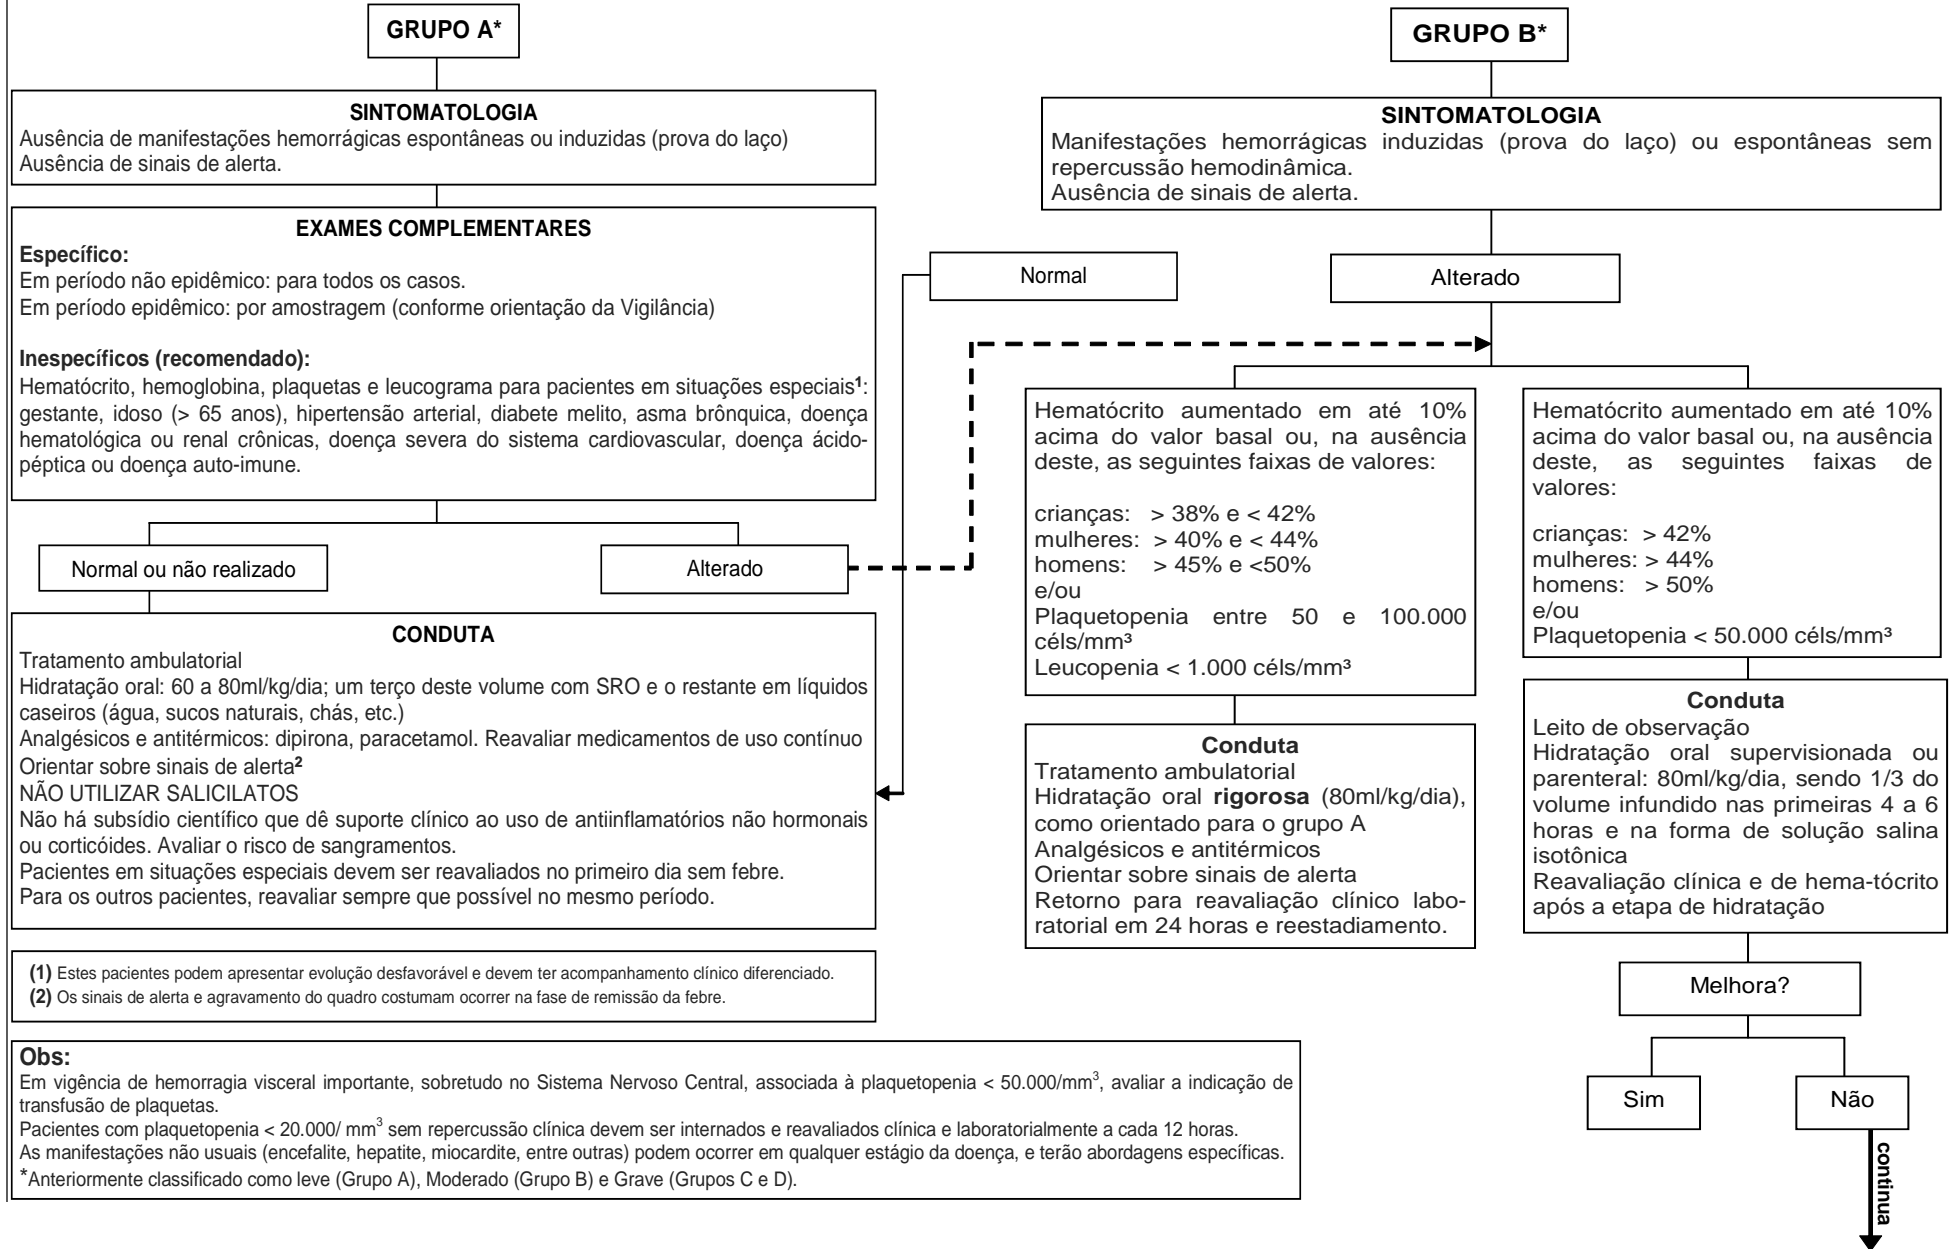 GRUPO A*
SINTOMATOLOGIA
Ausência de manifestações hemorrágicas espontâneas ou induzidas (prova do laço)
Ausência de sinais de alerta.
EXAMES COMPLEMENTARES
Específico:
Em período não epidêmico: para todos os casos.
Em período epidêmico: por amostragem (conforme orientação da Vigilância)
Inespecíficos (recomendado):
Hematócrito, hemoglobina, plaquetas e leucograma para pacientes em situações especiais¹:
gestante, idoso (> 65 anos), hipertensão arterial, diabete melito, asma brônquica, doença
hematológica ou renal crônicas, doença severa do sistema cardiovascular, doença ácido-
péptica ou doença auto-imune.
Normal ou não realizado
Alterado
CONDUTA
Tratamento ambulatorial
Hidratação oral: 60 a 80ml/kg/dia; um terço deste volume com SRO e o restante em líquidos
caseiros (água, sucos naturais, chás, etc.)
Analgésicos e antitérmicos: dipirona, paracetamol. Reavaliar medicamentos de uso contínuo
Orientar sobre sinais de alerta²
NÃO UTILIZAR SALICILATOS
Não há subsídio científico que dê suporte clínico ao uso de antiinflamatórios não hormonais
ou corticóides. Avaliar o risco de sangramentos.
Pacientes em situações especiais devem ser reavaliados no primeiro dia sem febre.
Para os outros pacientes, reavaliar sempre que possível no mesmo período.
(1) Estes pacientes podem apresentar evolução desfavorável e devem ter acompanhamento clínico diferenciado.
(2) Os sinais de alerta e agravamento do quadro costumam ocorrer na fase de remissão da febre.
GRUPO B*
SINTOMATOLOGIA
Manifestações hemorrágicas induzidas (prova do laço) ou espontâneas sem
repercussão hemodinâmica.
Ausência de sinais de alerta.
Normal
Alterado
Hematócrito aumentado em até 10%
acima do valor basal ou, na ausência
deste, as seguintes faixas de valores:
crianças: > 38% e < 42%
mulheres: > 40% e < 44%
homens: > 45% e <50%
e/ou
Plaquetopenia entre 50 e 100.000
céls/mm³
Leucopenia < 1.000 céls/mm³
Conduta
Tratamento ambulatorial
Hidratação oral rigorosa (80ml/kg/dia),
como orientado para o grupo A
Analgésicos e antitérmicos
Orientar sobre sinais de alerta
Retorno para reavaliação clínico labo-
ratorial em 24 horas e reestadiamento.
Hematócrito aumentado em até 10%
acima do valor basal ou, na ausência
deste, as seguintes faixas de
valores:
crianças: > 42%
mulheres: > 44%
homens: > 50%
e/ou
Plaquetopenia < 50.000 céls/mm³
Conduta
Leito de observação
Hidratação oral supervisionada ou
parenteral: 80ml/kg/dia, sendo 1/3 do
volume infundido nas primeiras 4 a 6
horas e na forma de solução salina
isotônica
Reavaliação clínica e de hema-tócrito
após a etapa de hidratação
Melhora?
Sim
Não
continua
Obs:
Em vigência de hemorragia visceral importante, sobretudo no Sistema Nervoso Central, associada à plaquetopenia < 50.000/mm³, avaliar a indicação de
transfusão de plaquetas.
Pacientes com plaquetopenia < 20.000/ mm³ sem repercussão clínica devem ser internados e reavaliados clínica e laboratorialmente a cada 12 horas.
As manifestações não usuais (encefalite, hepatite, miocardite, entre outras) podem ocorrer em qualquer estágio da doença, e terão abordagens específicas.
*Anteriormente classificado como leve (Grupo A), Moderado (Grupo B) e Grave (Grupos C e D).